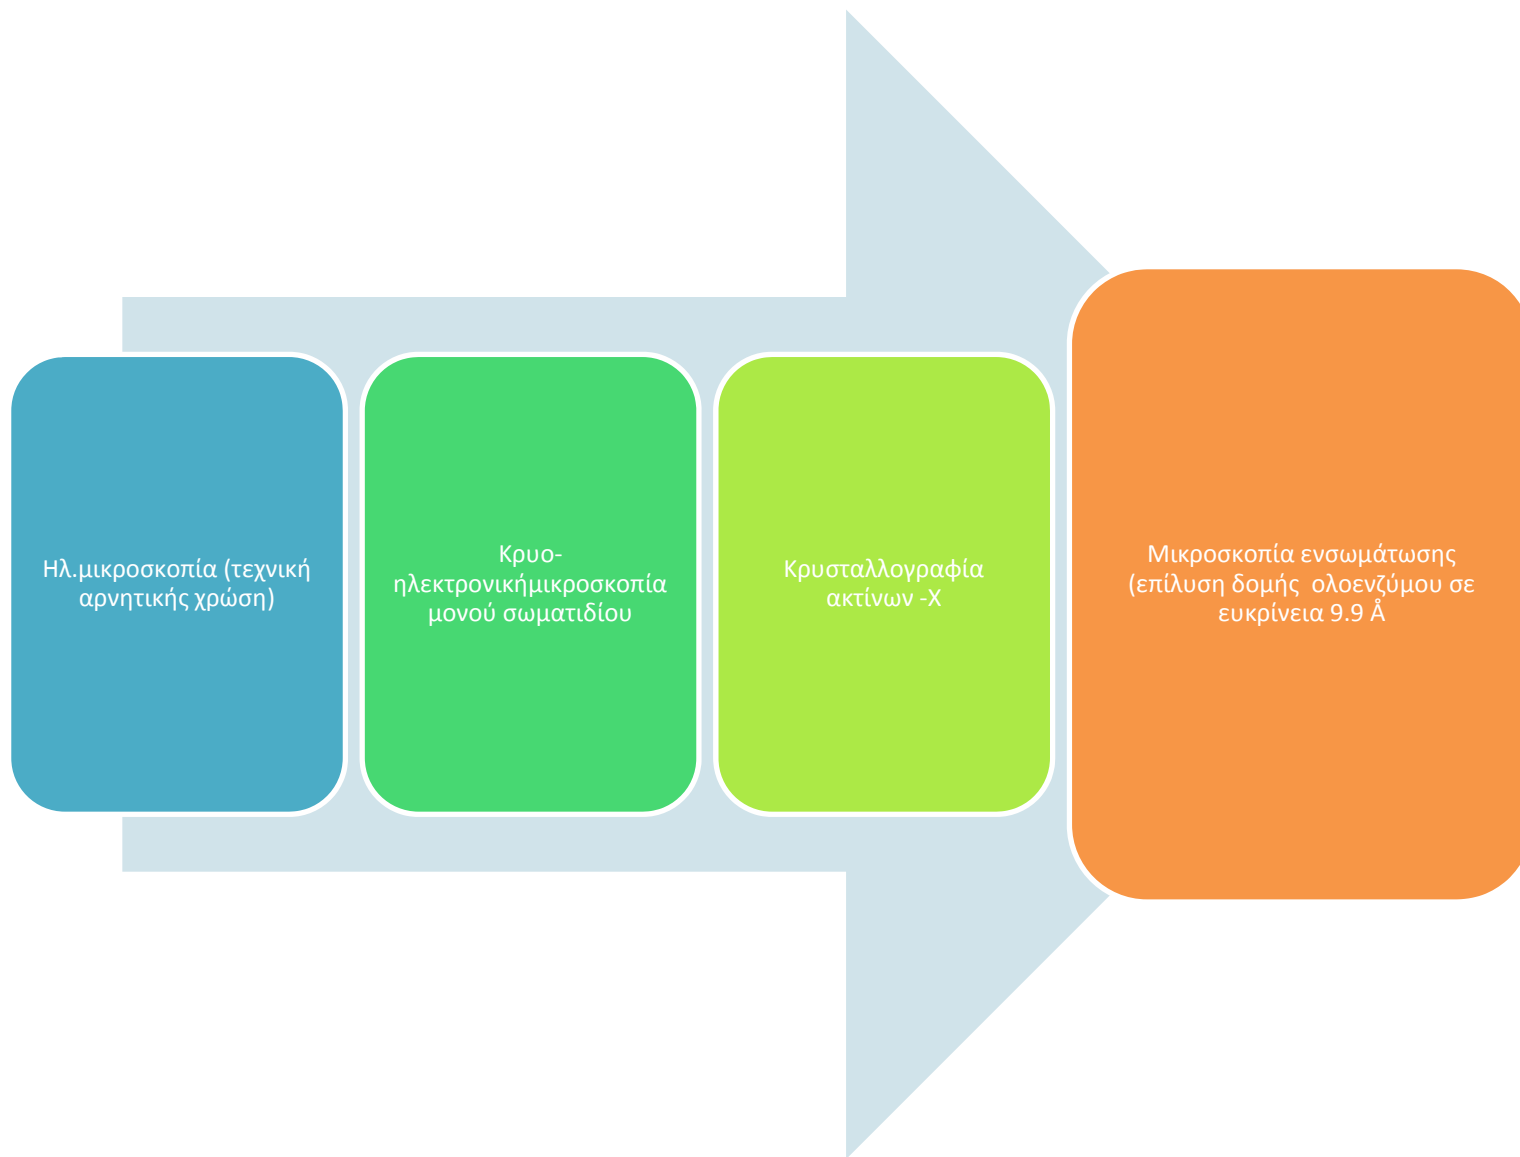 Ηλ.μικροσκοπία (τεχνική
αρνητικής χρώση)
Κρυο-
ηλεκτρονικήμικροσκοπία
μονού σωματιδίου
Κρυσταλλογραφία
ακτίνων -Χ
Μικροσκοπία ενσωμάτωσης
(επίλυση δομής  ολοενζύμου σε
ευκρίνεια 9.9 Å